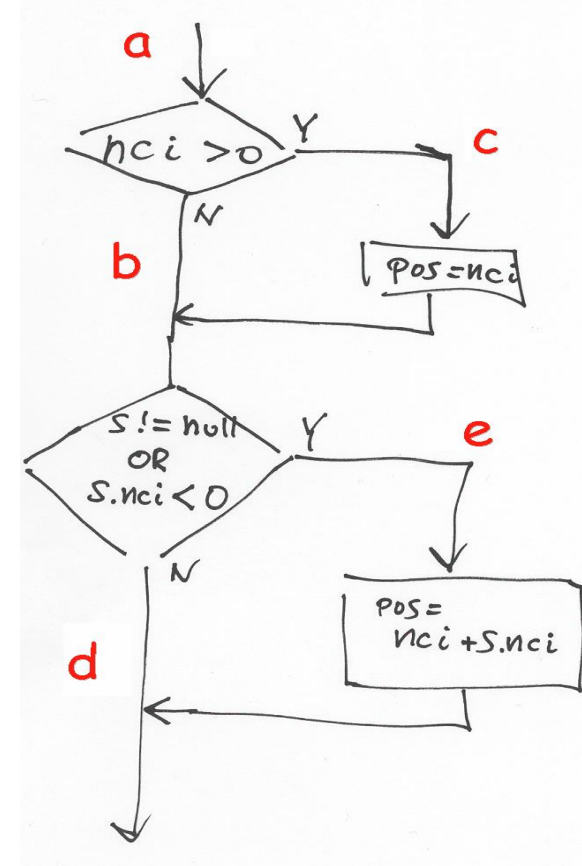 a
nci > 0
Y
c
N
b
pos = nci
s != null
OR
s.nci < 0
Y
e
N
pos =
nci + s.nci
d